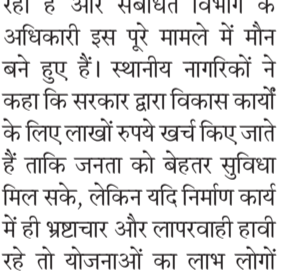 रहा है और संबंधित विभाग के
अधिकारी इस पूरे मामले में मौन
बने हुए हैं। स्थानीय नागरिकों ने
कहा कि सरकार द्वारा विकास कार्यों
के लिए लाखों रुपये खर्च किए जाते
हैं ताकि जनता को बेहतर सुविधा
मिल सके, लेकिन यदि निर्माण कार्य
में ही भ्रष्टाचार और लापरवाही हावी
रहे तो योजनाओं का लाभ लोगों